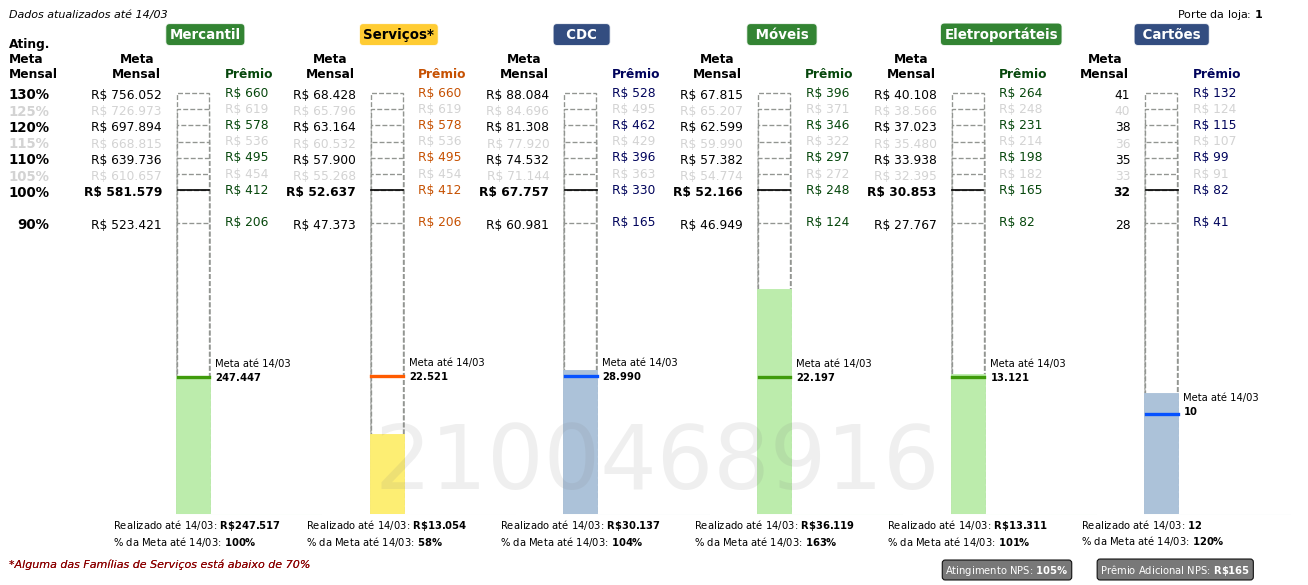 Dados atualizados até 14/03 Porte da loja: 1
Mercantil Serviços* CDC Móveis Eletroportáteis Cartões
Ating.
Meta Meta Meta Meta Meta Meta Meta
Mensal Mensal Prêmio Mensal Prêmio Mensal Prêmio Mensal Prêmio Mensal Prêmio Mensal Prêmio
130% R$ 756.052 R$ 660 R$ 68.428 R$ 660 R$ 88.084 R$ 528 R$ 67.815 R$ 396 R$ 40.108 R$ 264 41 R$ 132
125% R$ 726.973 R$ 619 R$ 65.796 R$ 619 R$ 84.696 R$ 495 R$ 65.207 R$ 371 R$ 38.566 R$ 248 40 R$ 124
120% R$ 697.894 R$ 578 R$ 63.164 R$ 578 R$ 81.308 R$ 462 R$ 62.599 R$ 346 R$ 37.023 R$ 231 38 R$ 115
115% R$ 668.815 R$ 536 R$ 60.532 R$ 536 R$ 77.920 R$ 429 R$ 59.990 R$ 322 R$ 35.480 R$ 214 36 R$ 107
110% R$ 639.736 R$ 495 R$ 57.900 R$ 495 R$ 74.532 R$ 396 R$ 57.382 R$ 297 R$ 33.938 R$ 198 35 R$ 99
105% R$ 610.657 R$ 454 R$ 55.268 R$ 454 R$ 71.144 R$ 363 R$ 54.774 R$ 272 R$ 32.395 R$ 182 33 R$ 91
100% R$ 581.579 R$ 412 R$ 52.637 R$ 412 R$ 67.757 R$ 330 R$ 52.166 R$ 248 R$ 30.853 R$ 165 32 R$ 82
90% R$ 523.421 R$ 206 R$ 47.373 R$ 206 R$ 60.981 R$ 165 R$ 46.949 R$ 124 R$ 27.767 R$ 82 28 R$ 41
Meta até 14/03 Meta até 14/03 Meta até 14/03 Meta até 14/03 Meta até 14/03
247.447 22.521 28.990 22.197 13.121
Meta até 14/03
10
2100468916
Realizado até 14/03: R$247.517 Realizado até 14/03: R$13.054 Realizado até 14/03: R$30.137 Realizado até 14/03: R$36.119 Realizado até 14/03: R$13.311 Realizado até 14/03: 12
% da Meta até 14/03: 100% % da Meta até 14/03: 58% % da Meta até 14/03: 104% % da Meta até 14/03: 163% % da Meta até 14/03: 101% % da Meta até 14/03: 120%
*Alguma das Famílias de Serviços está abaixo de 70% Atingimento NPS: 105% Prêmio Adicional NPS: R$165